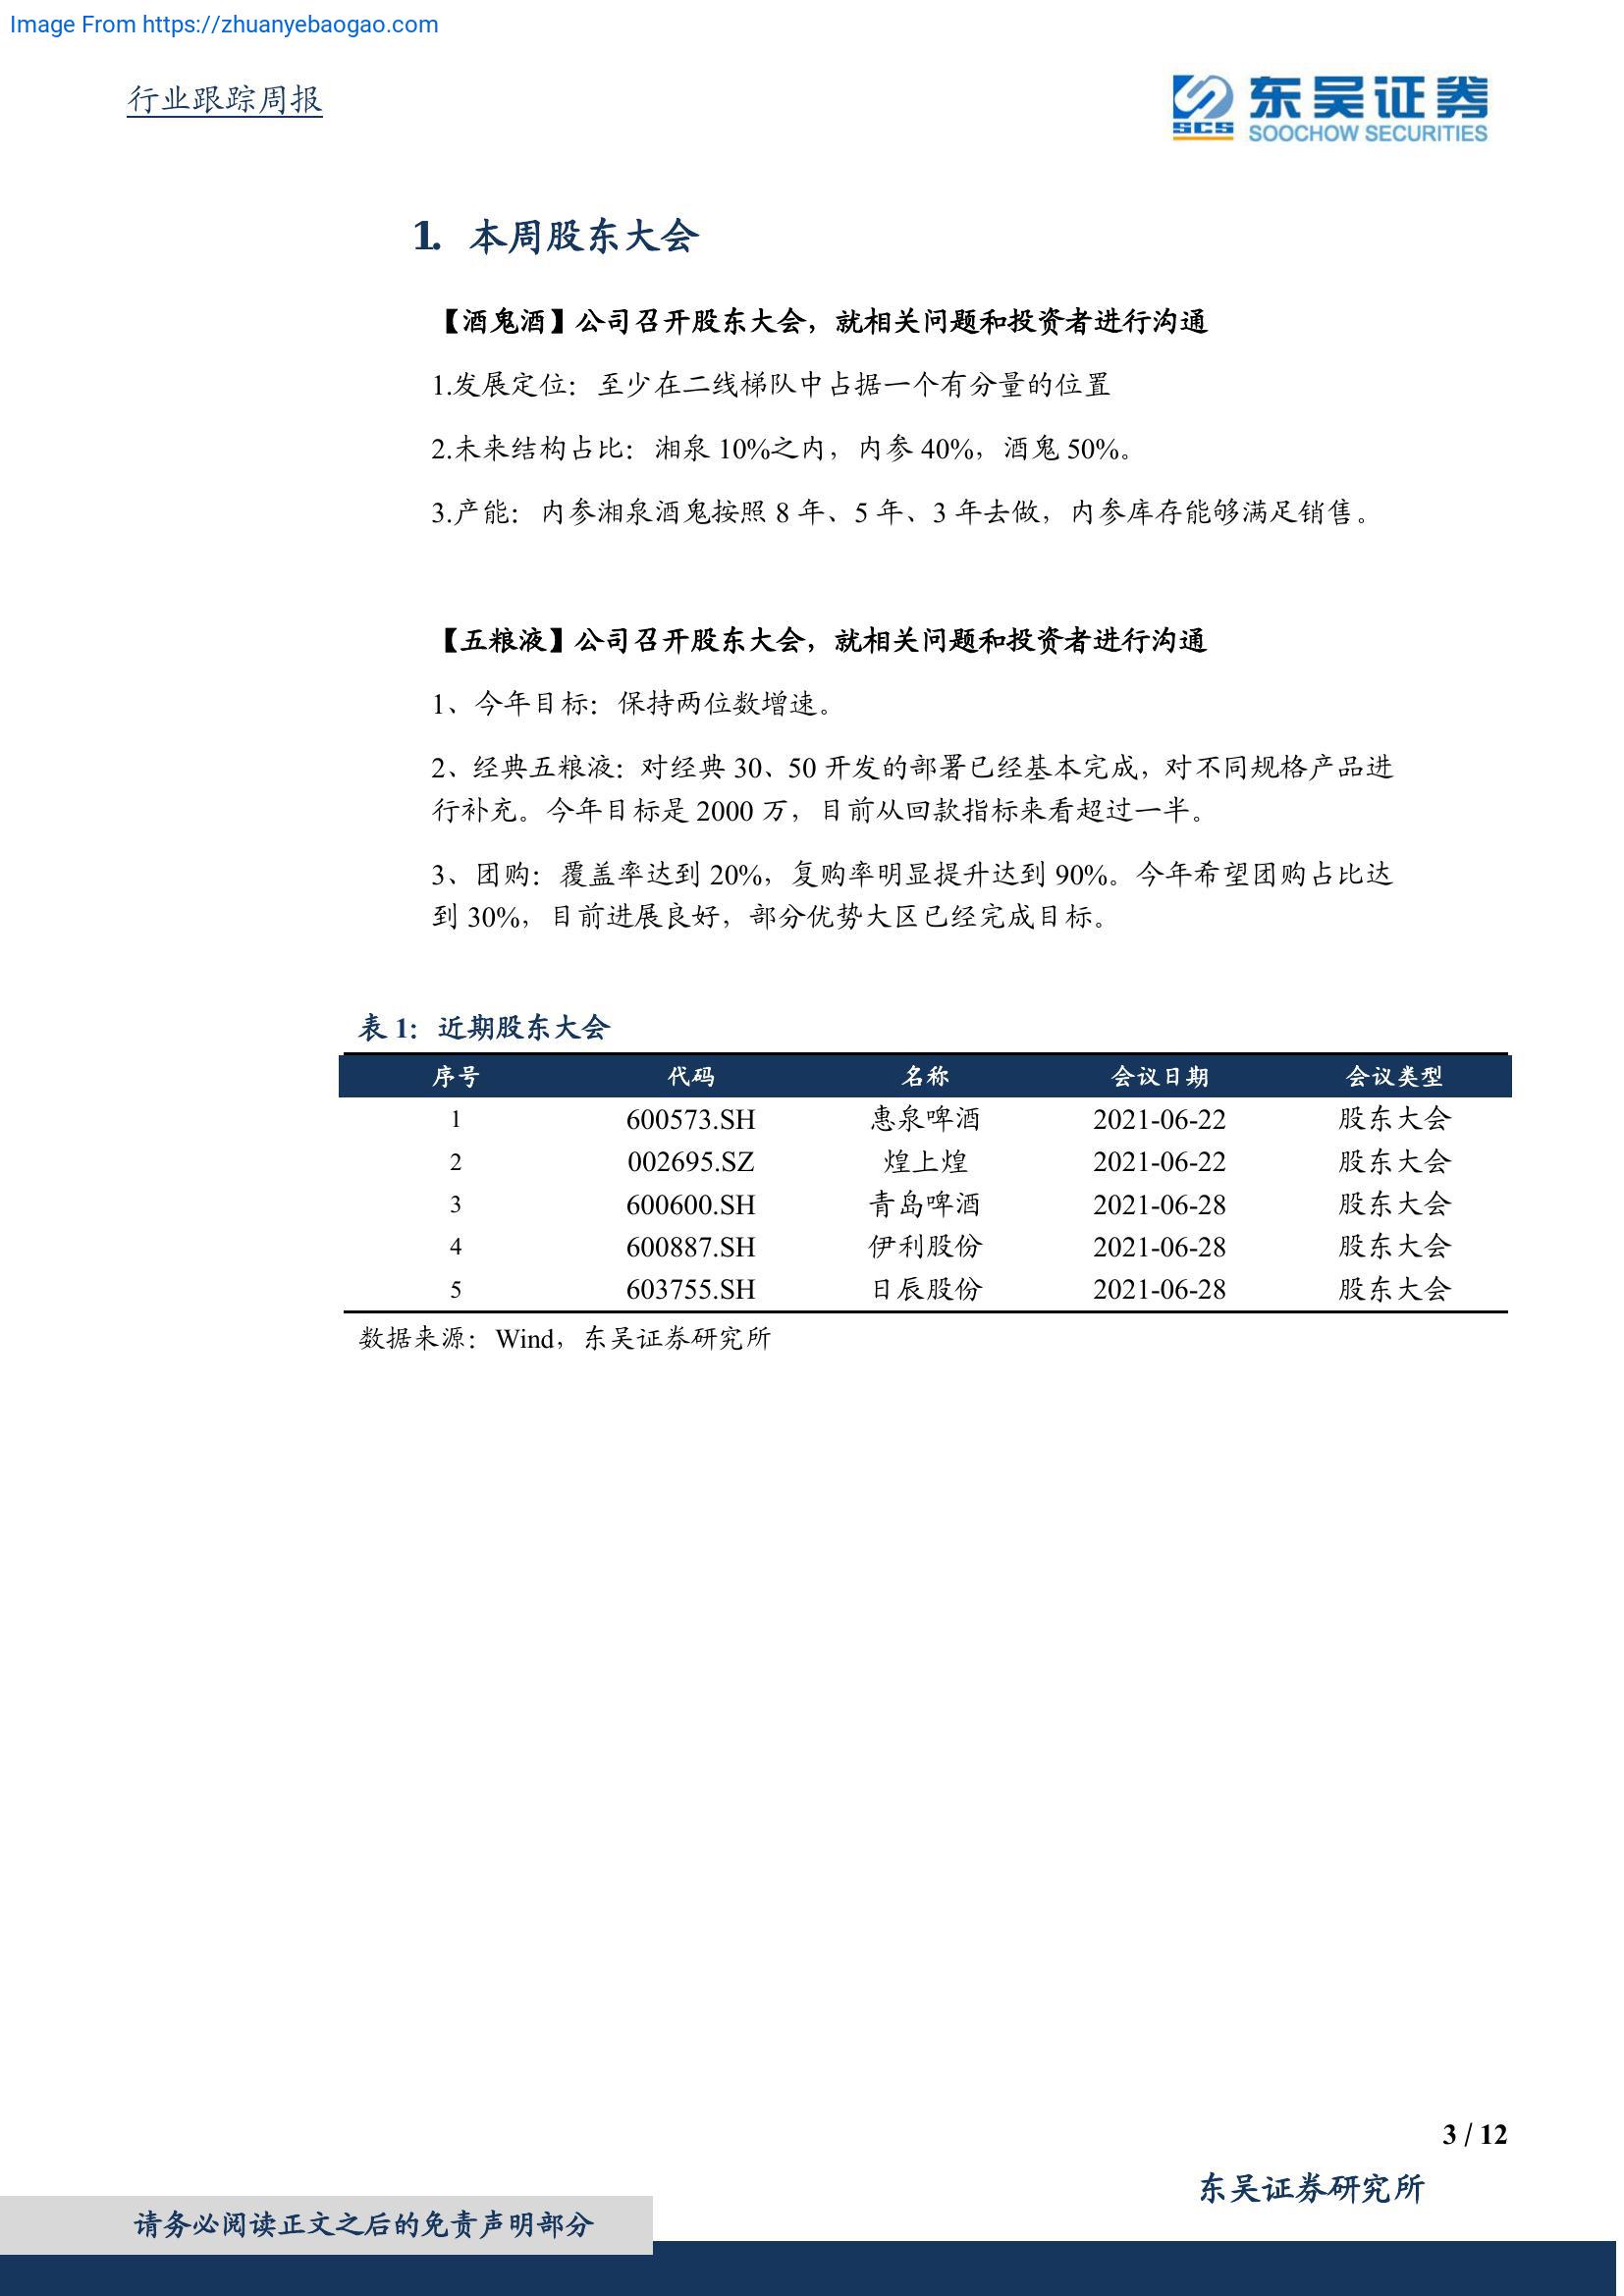 Image From https://zhuanyebaogao.com
行业跟踪周报
东吴证券
SCS
SOOCHOW SECURITIES
1. 本周股东大会
【酒鬼酒】公司召开股东大会，就相关问题和投资者进行沟通
1.发展定位：至少在二线梯队中占据一个有分量的位置
2.未来结构占比：湘泉 10%之内，内参 40%，酒鬼 50%。
3.产能：内参湘泉酒鬼按照 8 年、5 年、3 年去做，内参库存能够满足销售。
【五粮液】公司召开股东大会，就相关问题和投资者进行沟通
1、今年目标：保持两位数增速。
2、经典五粮液：对经典 30、50 开发的部署已经基本完成，对不同规格产品进
行补充。今年目标是 2000 万，目前从回款指标来看超过一半。
3、团购：覆盖率达到 20%，复购率明显提升达到 90%。今年希望团购占比达
到 30%，目前进展良好，部分优势大区已经完成目标。
表 1：近期股东大会
序号 代码 名称 会议日期 会议类型
1 600573.SH 惠泉啤酒 2021-06-22 股东大会
2 002695.SZ 煌上煌 2021-06-22 股东大会
3 600600.SH 青岛啤酒 2021-06-28 股东大会
4 600887.SH 伊利股份 2021-06-28 股东大会
5 603755.SH 日辰股份 2021-06-28 股东大会
数据来源：Wind，东吴证券研究所
3 / 12
东吴证券研究所
请务必阅读正文之后的免责声明部分